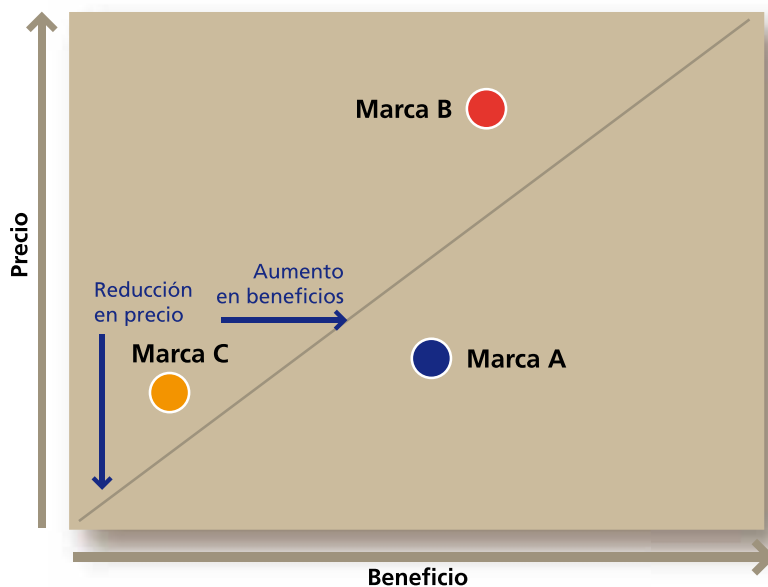 Marca B
Precio
Aumento
en beneficios
Reducción
en precio
Marca C
Marca A
Beneficio